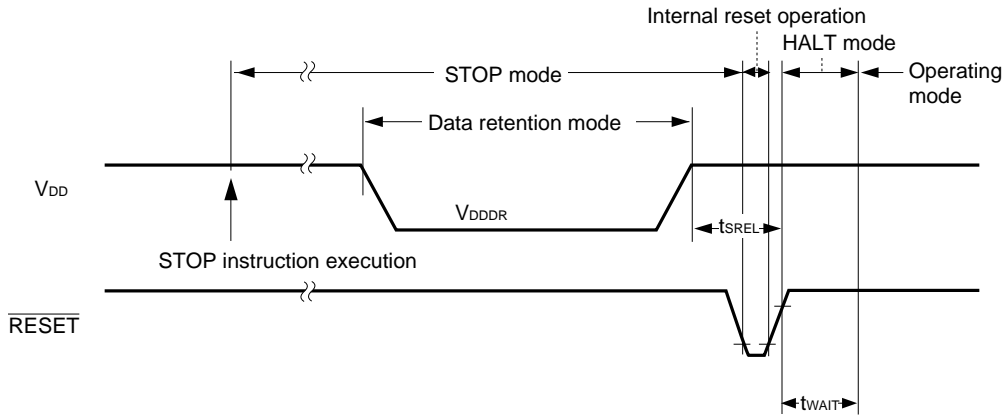 Internal reset operation
HALT mode
STOP mode
Operating
mode
Data retention mode
VDD
VDDDR
tSREL
STOP instruction execution
RESET
tWAIT